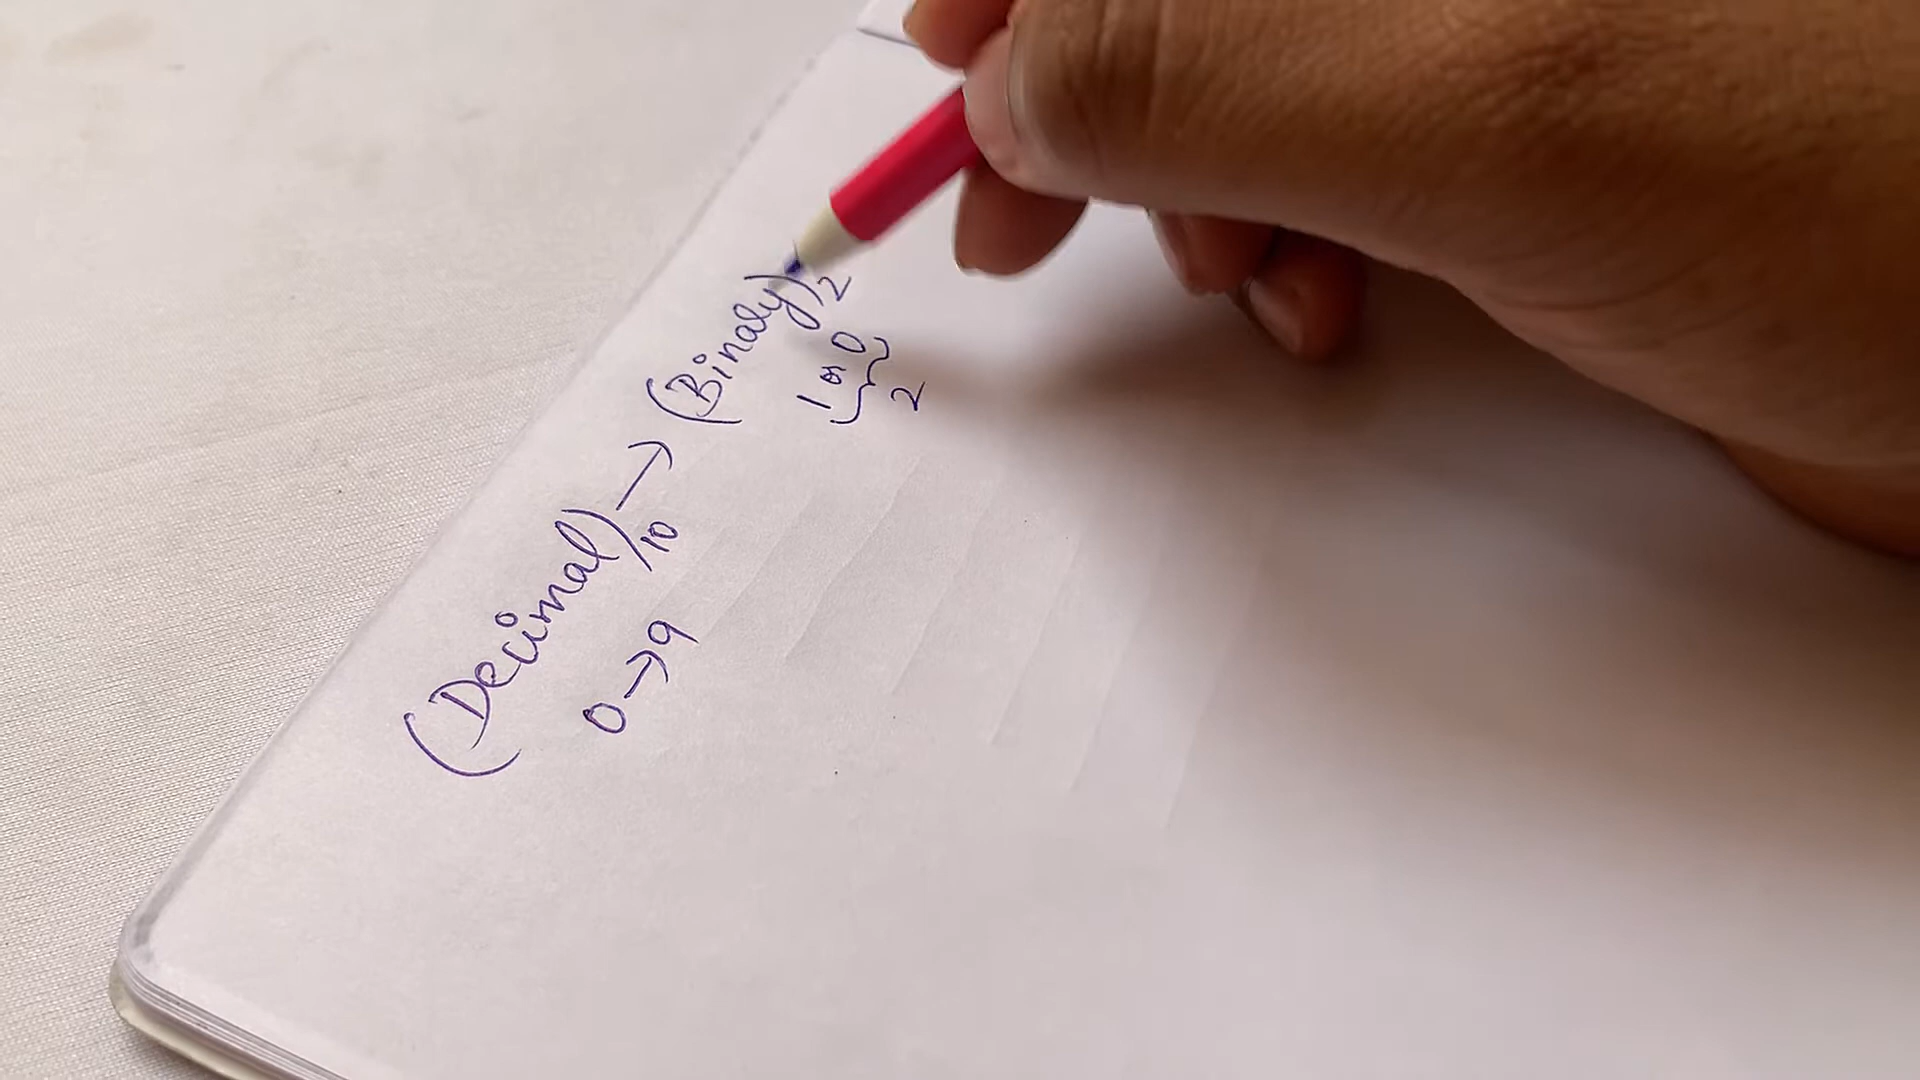 (Decimal)₁₀ → (Binary)₂
0 → 9
1 or 0
2